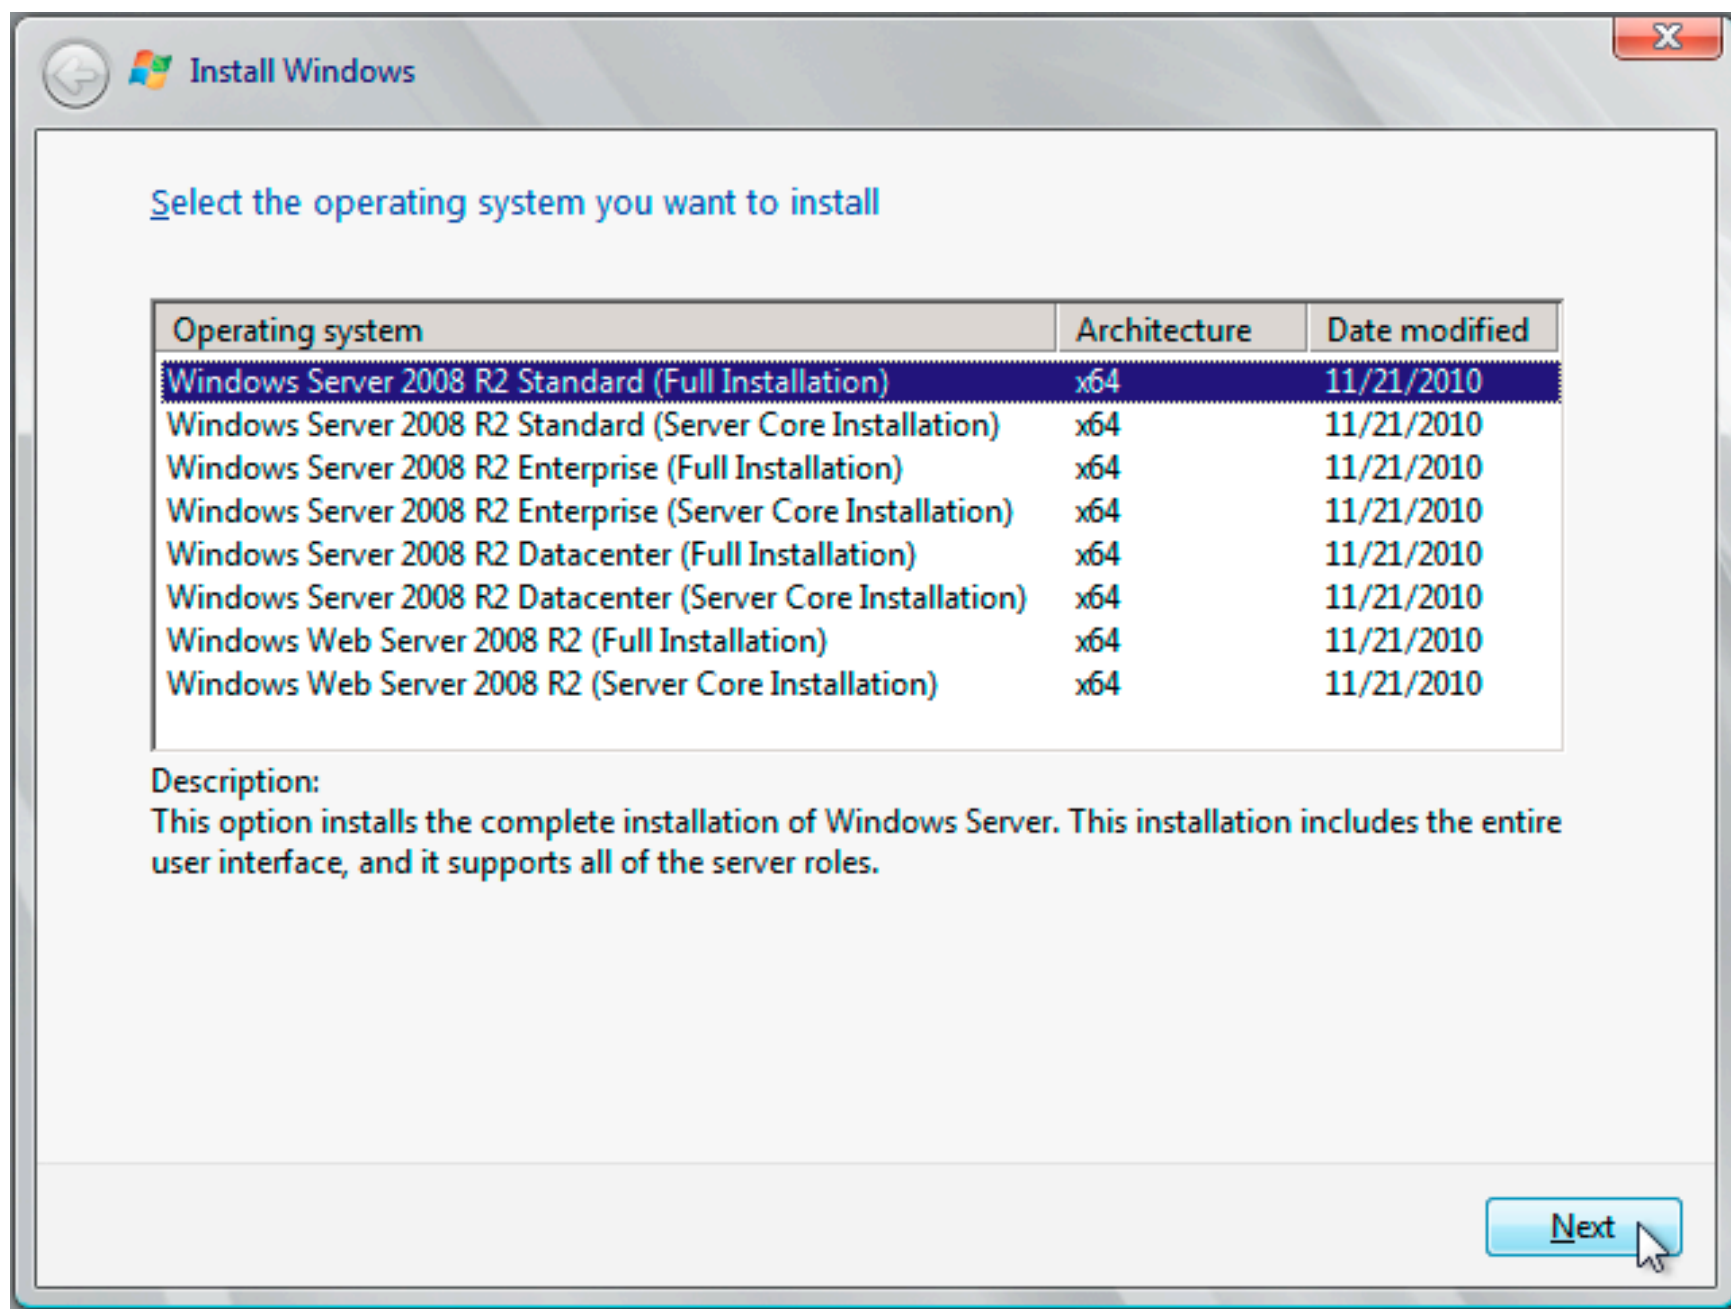 Install Windows
Select the operating system you want to install
Operating system Architecture Date modified
Windows Server 2008 R2 Standard (Full Installation) x64 11/21/2010
Windows Server 2008 R2 Standard (Server Core Installation) x64 11/21/2010
Windows Server 2008 R2 Enterprise (Full Installation) x64 11/21/2010
Windows Server 2008 R2 Enterprise (Server Core Installation) x64 11/21/2010
Windows Server 2008 R2 Datacenter (Full Installation) x64 11/21/2010
Windows Server 2008 R2 Datacenter (Server Core Installation) x64 11/21/2010
Windows Web Server 2008 R2 (Full Installation) x64 11/21/2010
Windows Web Server 2008 R2 (Server Core Installation) x64 11/21/2010
Description:
This option installs the complete installation of Windows Server. This installation includes the entire
user interface, and it supports all of the server roles.
Next